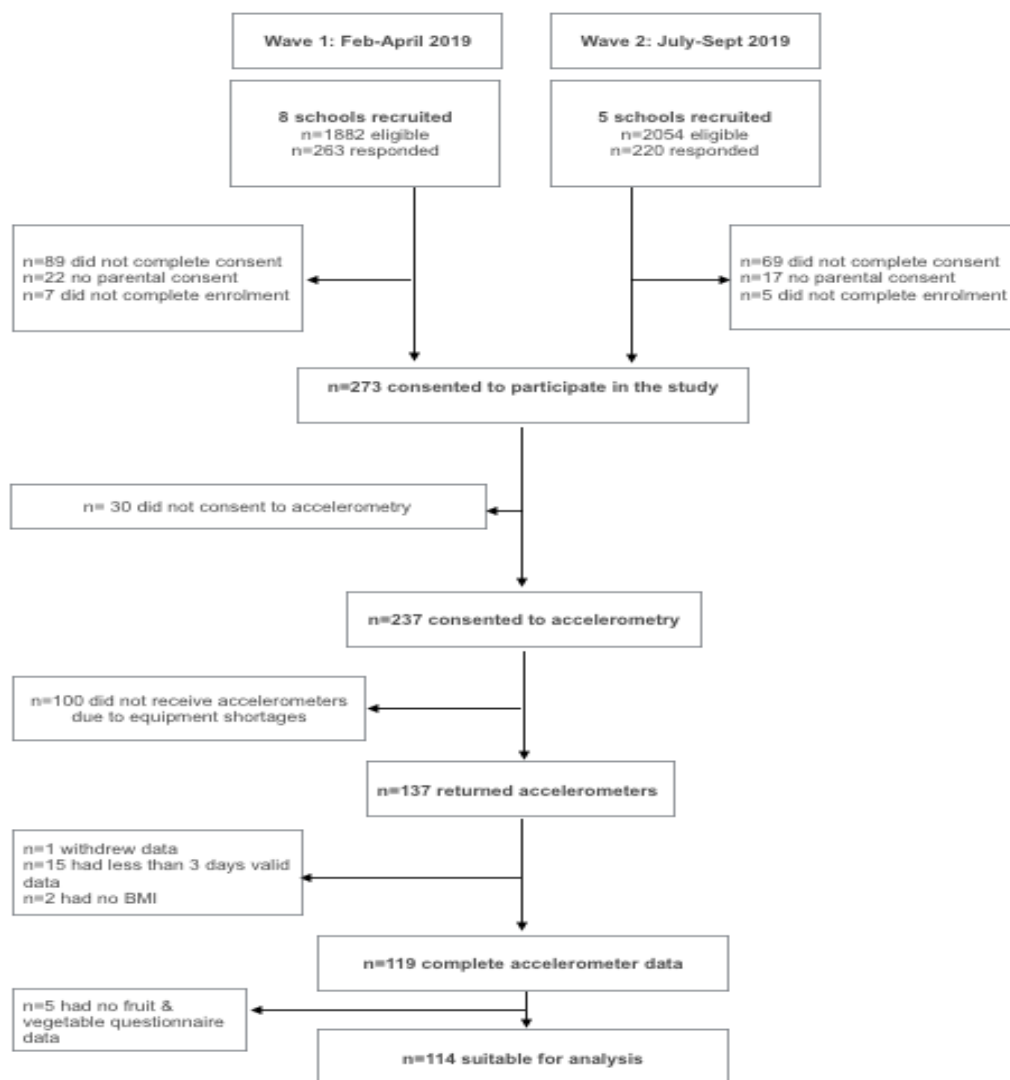 Wave 1: Feb-April 2019
Wave 2: July-Sept 2019
8 schools recruited
n=1882 eligible
n=263 responded
5 schools recruited
n=2054 eligible
n=220 responded
n=89 did not complete consent
n=22 no parental consent
n=7 did not complete enrolment
n=69 did not complete consent
n=17 no parental consent
n=5 did not complete enrolment
n=273 consented to participate in the study
n= 30 did not consent to accelerometry
n=237 consented to accelerometry
n=100 did not receive accelerometers
due to equipment shortages
n=137 returned accelerometers
n=1 withdrew data
n=15 had less than 3 days valid
data
n=2 had no BMI
n=119 complete accelerometer data
n=5 had no fruit &
vegetable questionnaire
data
n=114 suitable for analysis